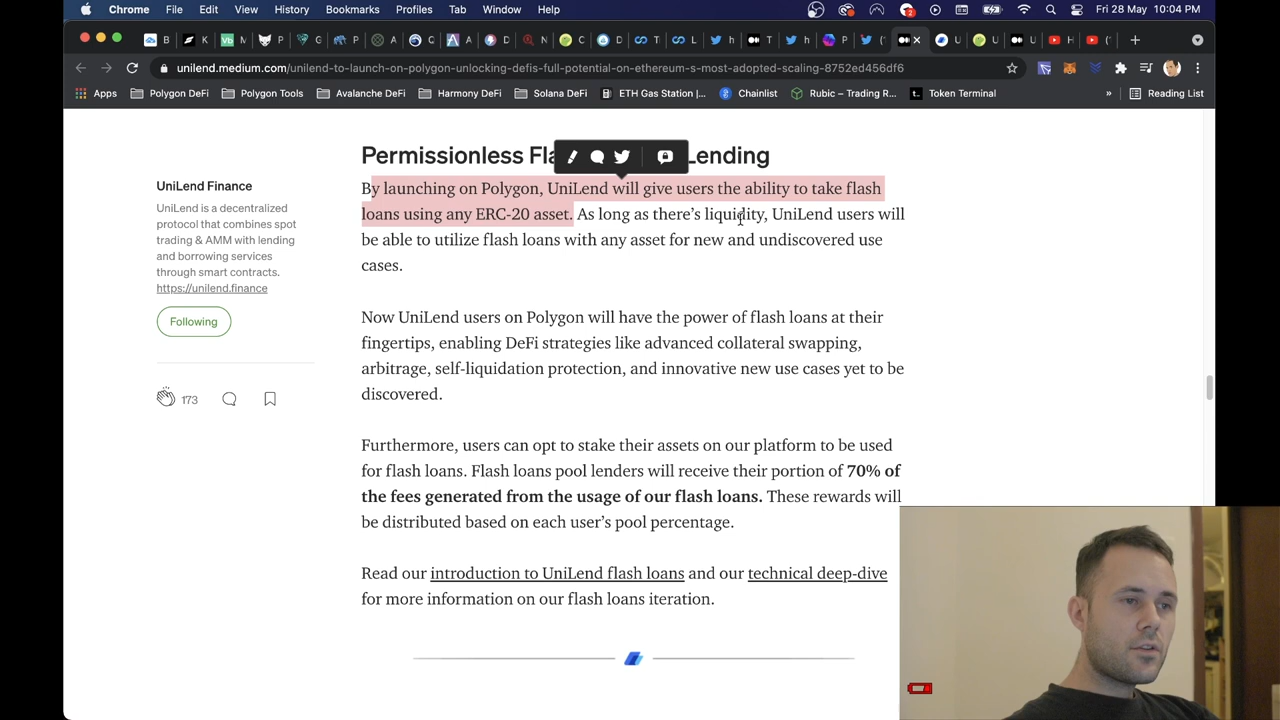 Chrome File Edit View History Bookmarks Profiles Tab Window Help 2 Fri 28 May 10:04 PM
B K Vb M G P A C A D N C D T L h T h P ( U C U H (
unilend.medium.com/unilend-to-launch-on-polygon-unlocking-defis-full-potential-on-ethereum-s-most-adopted-scaling-8752ed456df6
Apps Polygon DeFi Polygon Tools Avalanche DeFi Harmony DeFi Solana DeFi ETH Gas Station |... Chainlist Rubic – Trading R... Token Terminal » Reading List
Permissionless Fla Lending
UniLend Finance
UniLend is a decentralized
protocol that combines spot
trading & AMM with lending
and borrowing services
through smart contracts.
https://unilend.finance
Following
173
By launching on Polygon, UniLend will give users the ability to take flash
loans using any ERC-20 asset. As long as there’s liquidity, UniLend users will
be able to utilize flash loans with any asset for new and undiscovered use
cases.
Now UniLend users on Polygon will have the power of flash loans at their
fingertips, enabling DeFi strategies like advanced collateral swapping,
arbitrage, self-liquidation protection, and innovative new use cases yet to be
discovered.
Furthermore, users can opt to stake their assets on our platform to be used
for flash loans. Flash loans pool lenders will receive their portion of 70% of
the fees generated from the usage of our flash loans. These rewards will
be distributed based on each user’s pool percentage.
Read our introduction to UniLend flash loans and our technical deep-dive
for more information on our flash loans iteration.